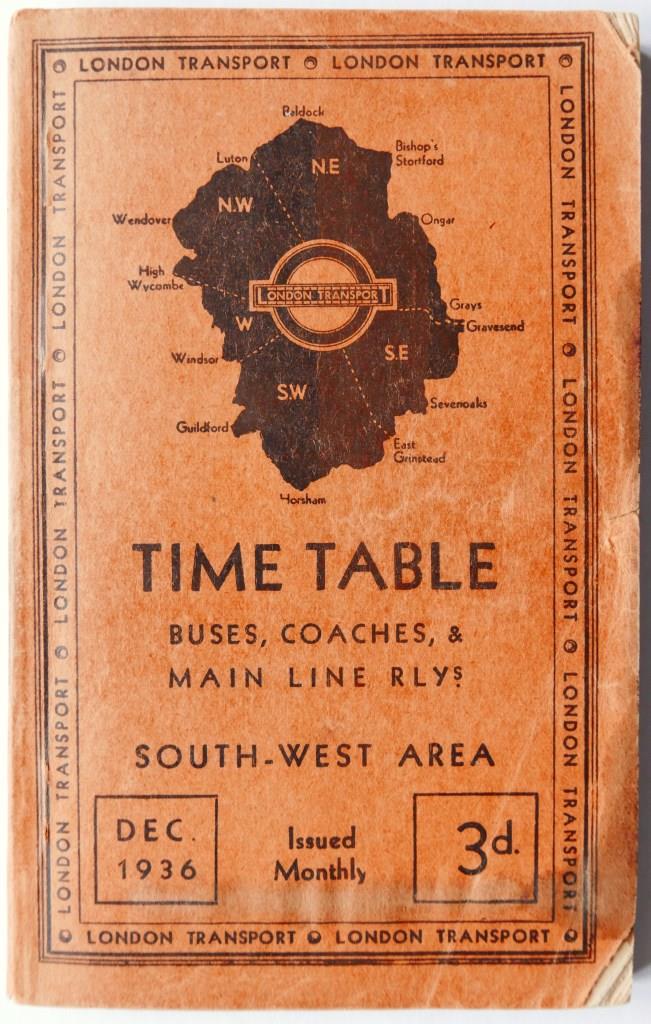 LONDON TRANSPORT LONDON TRANSPORT
LONDON TRANSPORT LONDON TRANSPORT LONDON TRANSPORT
LONDON TRANSPORT LONDON TRANSPORT LONDON TRANSPORT
Baldock
Bishop's
Stortford
Luton
N.E
N.W
Wendover
Ongar
High
Wycombe
LONDON TRANSPORT
Grays
Gravesend
W
Windsor
S.E
S.W
Sevenoaks
Guildford
East
Grinstead
Horsham
TIME TABLE
BUSES, COACHES, &
MAIN LINE RLYS.
SOUTH-WEST AREA
DEC.
1936
Issued
Monthly
3d.
LONDON TRANSPORT LONDON TRANSPORT